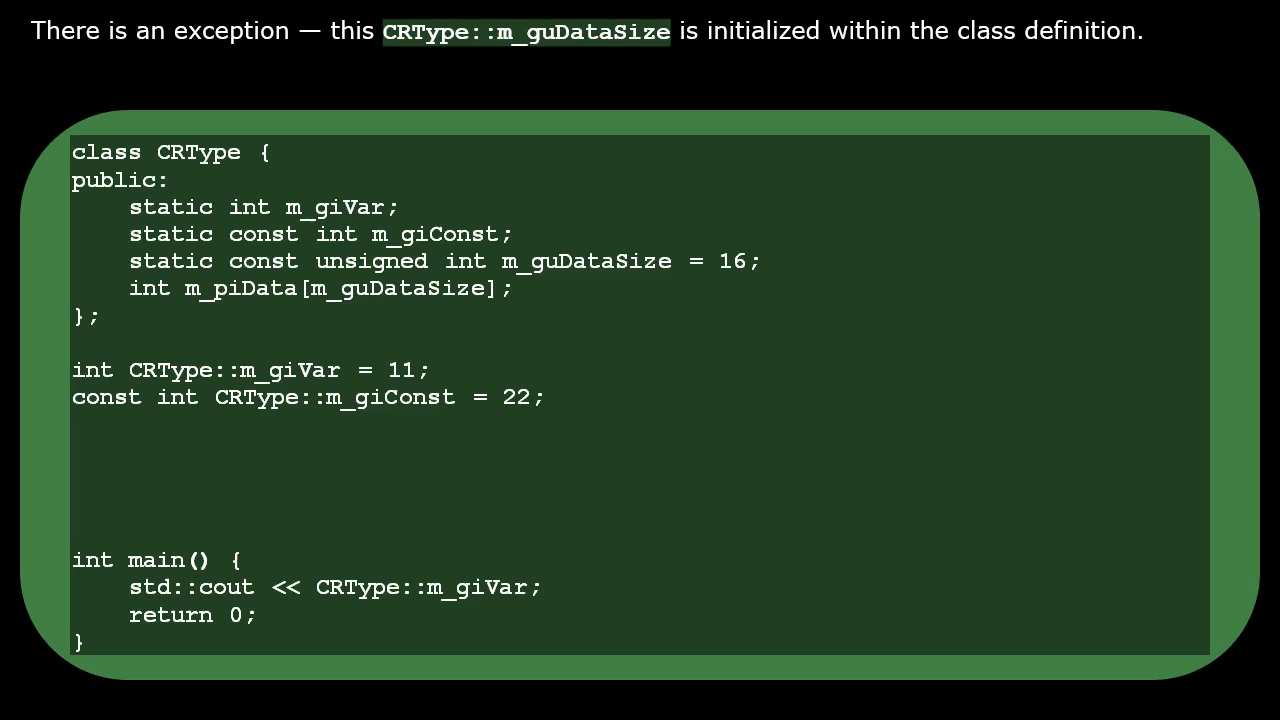 There is an exception — this CRType::m_guDataSize is initialized within the class definition.
class CRType {
public:
    static int m_giVar;
    static const int m_giConst;
    static const unsigned int m_guDataSize = 16;
    int m_piData[m_guDataSize];
};
int CRType::m_giVar = 11;
const int CRType::m_giConst = 22;
int main() {
    std::cout << CRType::m_giVar;
    return 0;
}